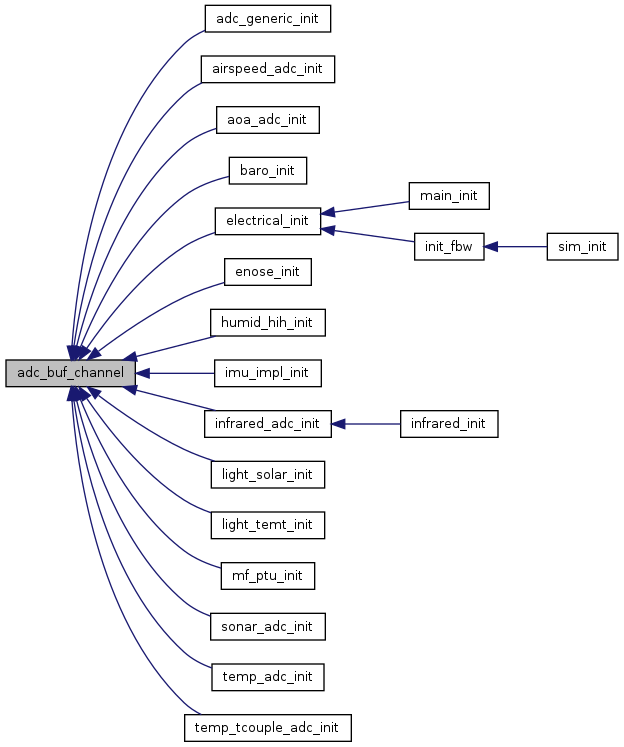 adc_generic_init
airspeed_adc_init
aoa_adc_init
baro_init
main_init
electrical_init
init_fbw
sim_init
enose_init
humid_hih_init
adc_buf_channel
imu_impl_init
infrared_adc_init
infrared_init
light_solar_init
light_temt_init
mf_ptu_init
sonar_adc_init
temp_adc_init
temp_tcouple_adc_init